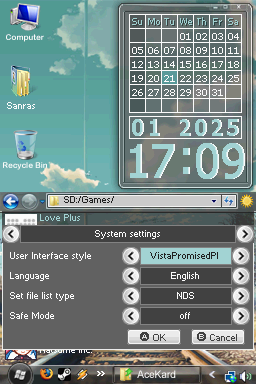 Computer
Sanras
Recycle Bin
Su Mo Tu We Th Fr Sa
01 02 03 04
05 06 07 08 09 10 11
12 13 14 15 16 17 18
19 20 21 22 23 24 25
26 27 28 29 30 31
01 2025
17:09
SD:/Games/
Love Plus
System settings
User Interface style VistaPromisedPl
Language English
Set file list type NDS
Safe Mode off
A OK B Cancel
Inc.
AceKard